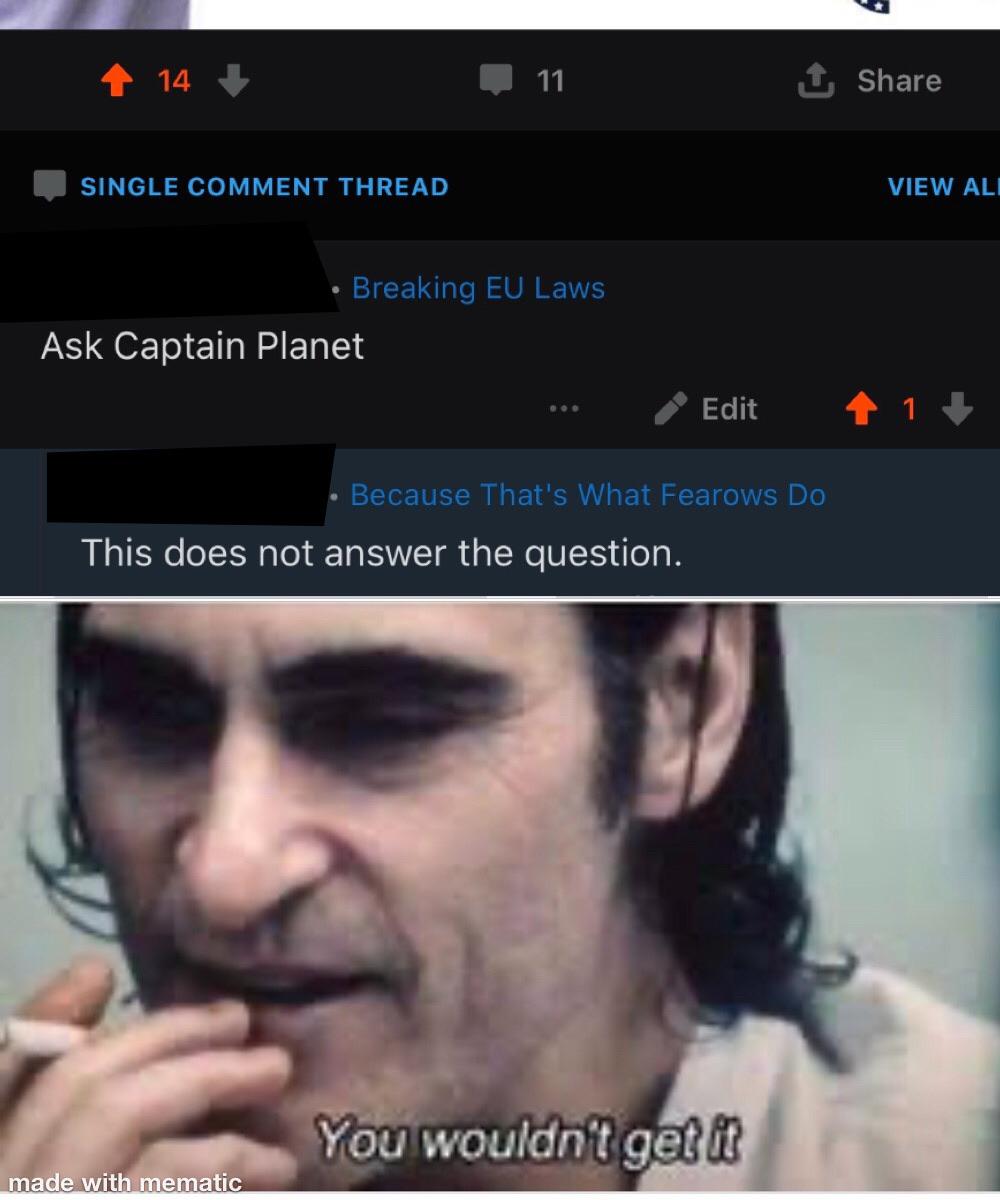 14
11
Share
SINGLE COMMENT THREAD
VIEW AL
• Breaking EU Laws
Ask Captain Planet
... Edit 1
• Because That's What Fearows Do
This does not answer the question.
You wouldn't get it
made with mematic